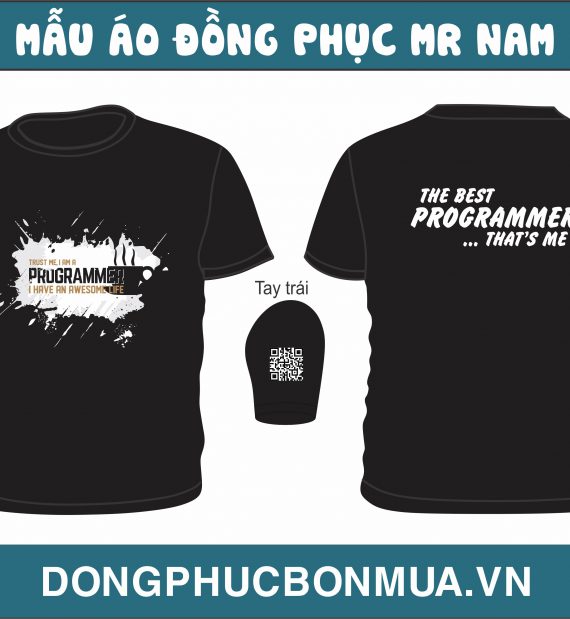 MẪU ÁO ĐỒNG PHỤC MR NAM
TRUST ME, I AM A
PROGRAMMER
I HAVE AN AWESOME LIFE
THE BEST
PROGRAMMER
... THAT'S ME
Tay trái
DONGPHUCBONMUA.VN